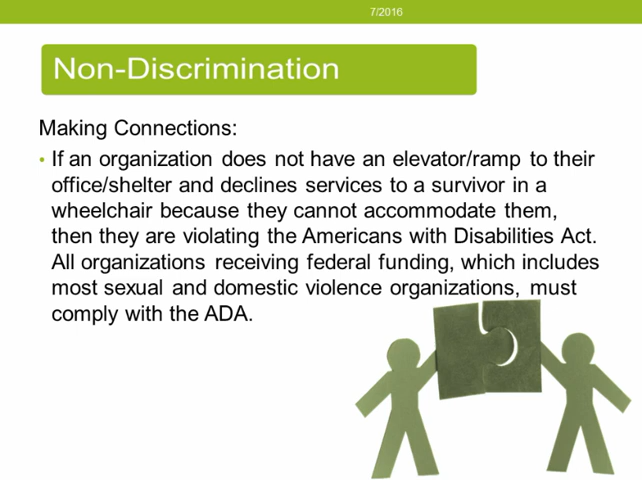 7/2016
Non-Discrimination
Making Connections:
• If an organization does not have an elevator/ramp to their
office/shelter and declines services to a survivor in a
wheelchair because they cannot accommodate them,
then they are violating the Americans with Disabilities Act.
All organizations receiving federal funding, which includes
most sexual and domestic violence organizations, must
comply with the ADA.